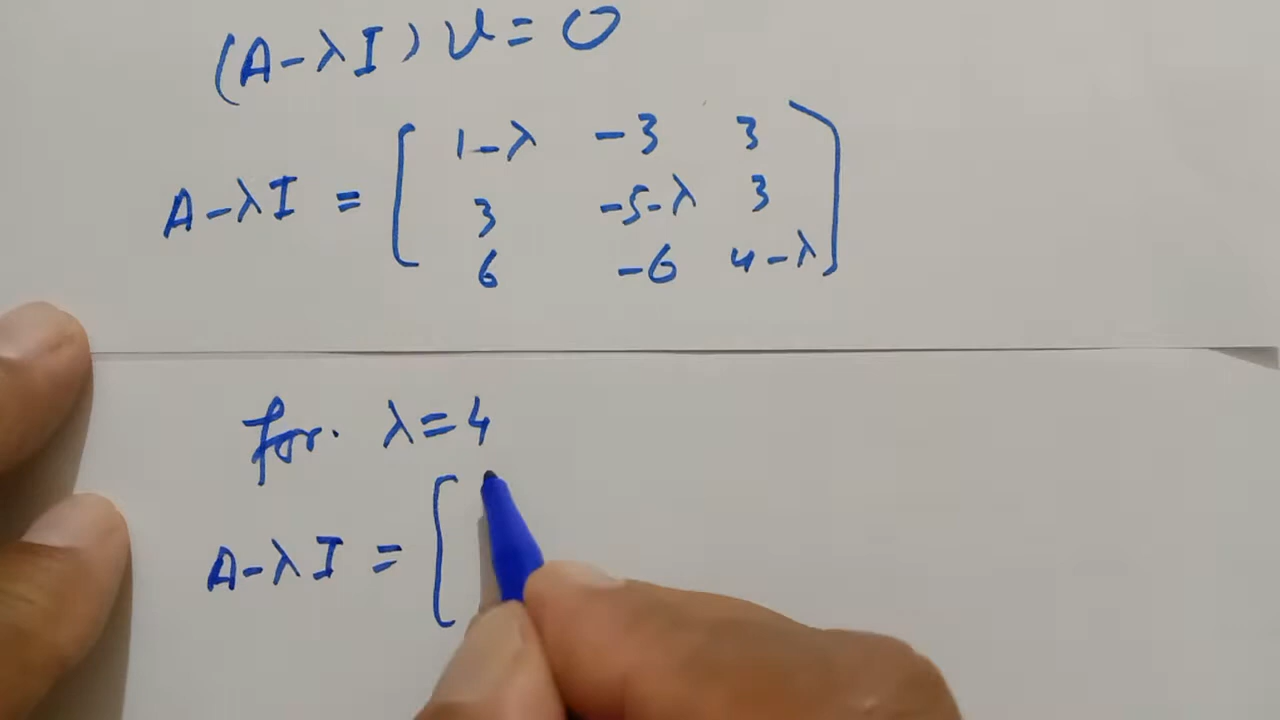 (A-λI) v = 0
A-λI = [ 1-λ -3 3
3 -5-λ 3
6 -6 4-λ ]
for. λ=4
A-λI = [